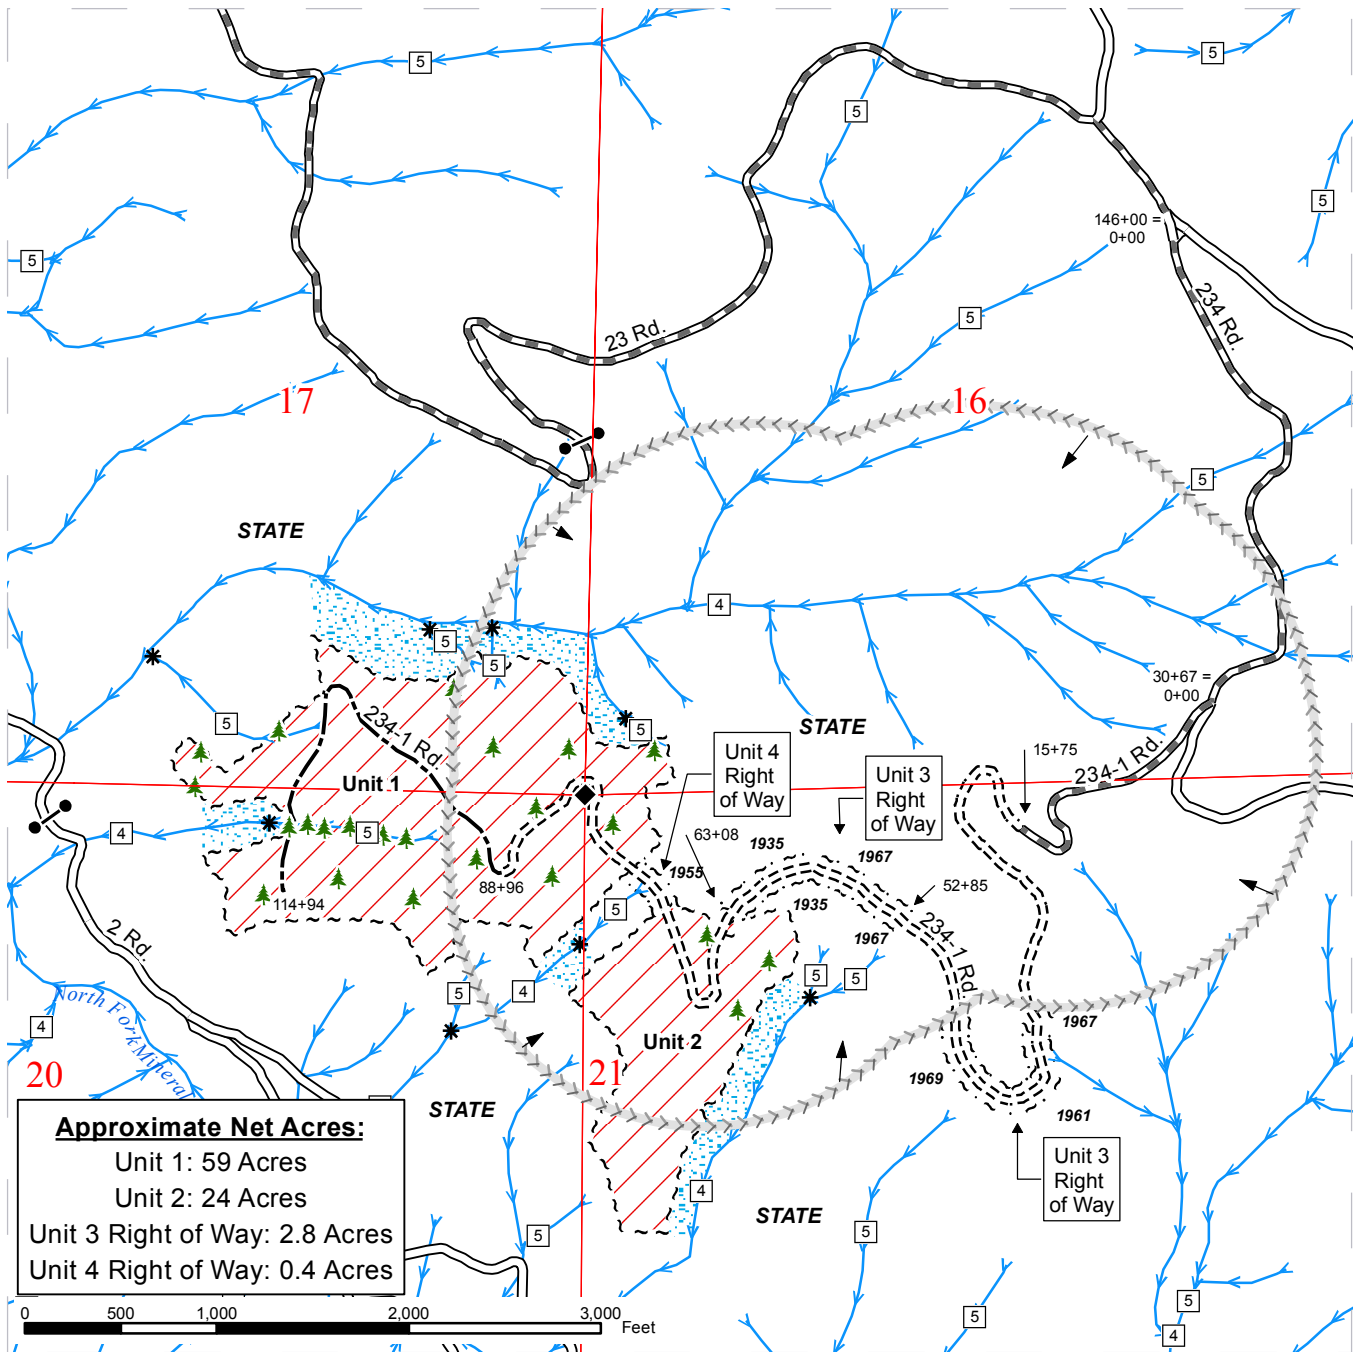 5
5
5
5
146+00 =
0+00
5
234 Rd.
5
23 Rd.
17
16
5
STATE
4
5
5
30+67 =
0+00
5
5
STATE
234-1 Rd.
Unit 4
Right
of Way
15+75
234-1 Rd.
Unit 1
Unit 3
Right
of Way
4
5
63+08
1935
1967
1955
88+96
52+85
114+94
5
1935
234-1 Rd.
2 Rd.
1967
5
5
5
4
North Fork Mineral
4
1967
Unit 2
20
21
1969
STATE
1961
Approximate Net Acres:
Unit 1: 59 Acres
Unit 2: 24 Acres
Unit 3 Right of Way: 2.8 Acres
Unit 4 Right of Way: 0.4 Acres
Unit 3
Right
of Way
4
STATE
5
5
5
5
4
0 500 1,000 2,000 3,000
Feet